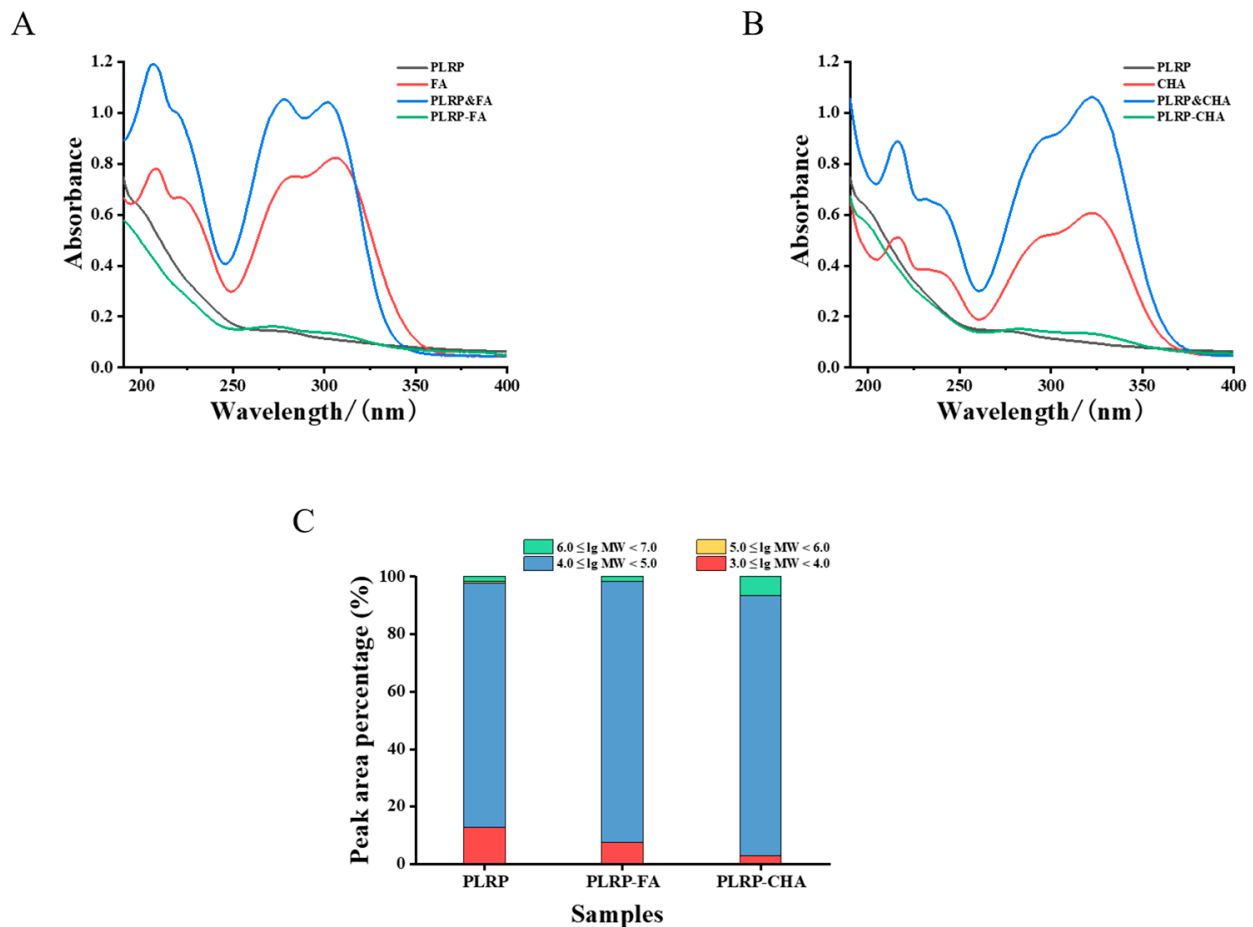 A
1.2
1.0
0.8
0.6
0.4
0.2
0.0
Absorbance
PLRP
FA
PLRP&FA
PLRP-FA
200
250
300
350
400
Wavelength/(nm)
B
1.2
1.0
0.8
0.6
0.4
0.2
0.0
Absorbance
PLRP
CHA
PLRP&CHA
PLRP-CHA
200
250
300
350
400
Wavelength/(nm)
C
6.0 ≤ lg MW < 7.0
5.0 ≤ lg MW < 6.0
4.0 ≤ lg MW < 5.0
3.0 ≤ lg MW < 4.0
100
80
60
40
20
0
Peak area percentage (%)
PLRP
PLRP-FA
PLRP-CHA
Samples